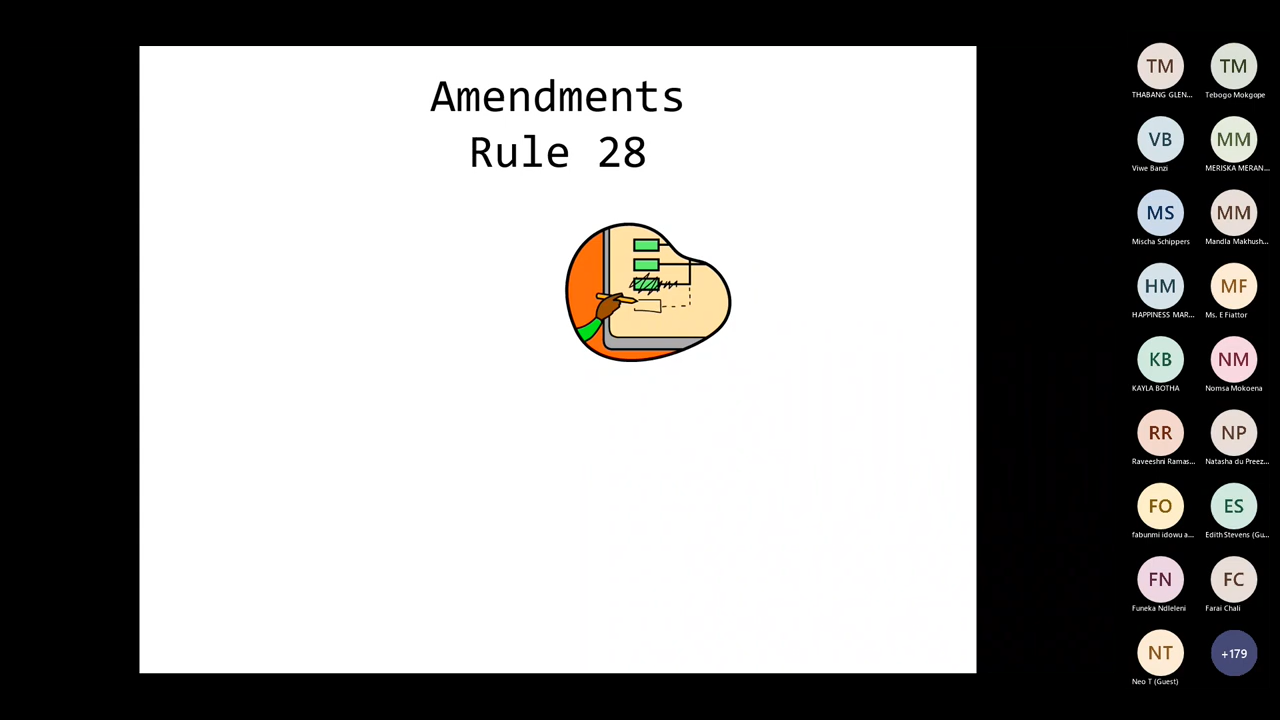 Amendments
Rule 28
TM
TM
THABANG GLEN...
Tebogo Mokgope
VB
MM
Viwe Banzi
MERISKA MERAN...
MS
MM
Mischa Schippers
Mandla Makhush...
HM
MF
HAPPINESS MAR...
Ms. E Fiattor
KB
NM
KAYLA BOTHA
Nomsa Mokoena
RR
NP
Raveeshni Ramas...
Natasha du Preez...
FO
ES
fabunmi idowu a...
Edith Stevens (Gu...
FN
FC
Funeka Ndleleni
Farai Chali
NT
+179
Neo T (Guest)